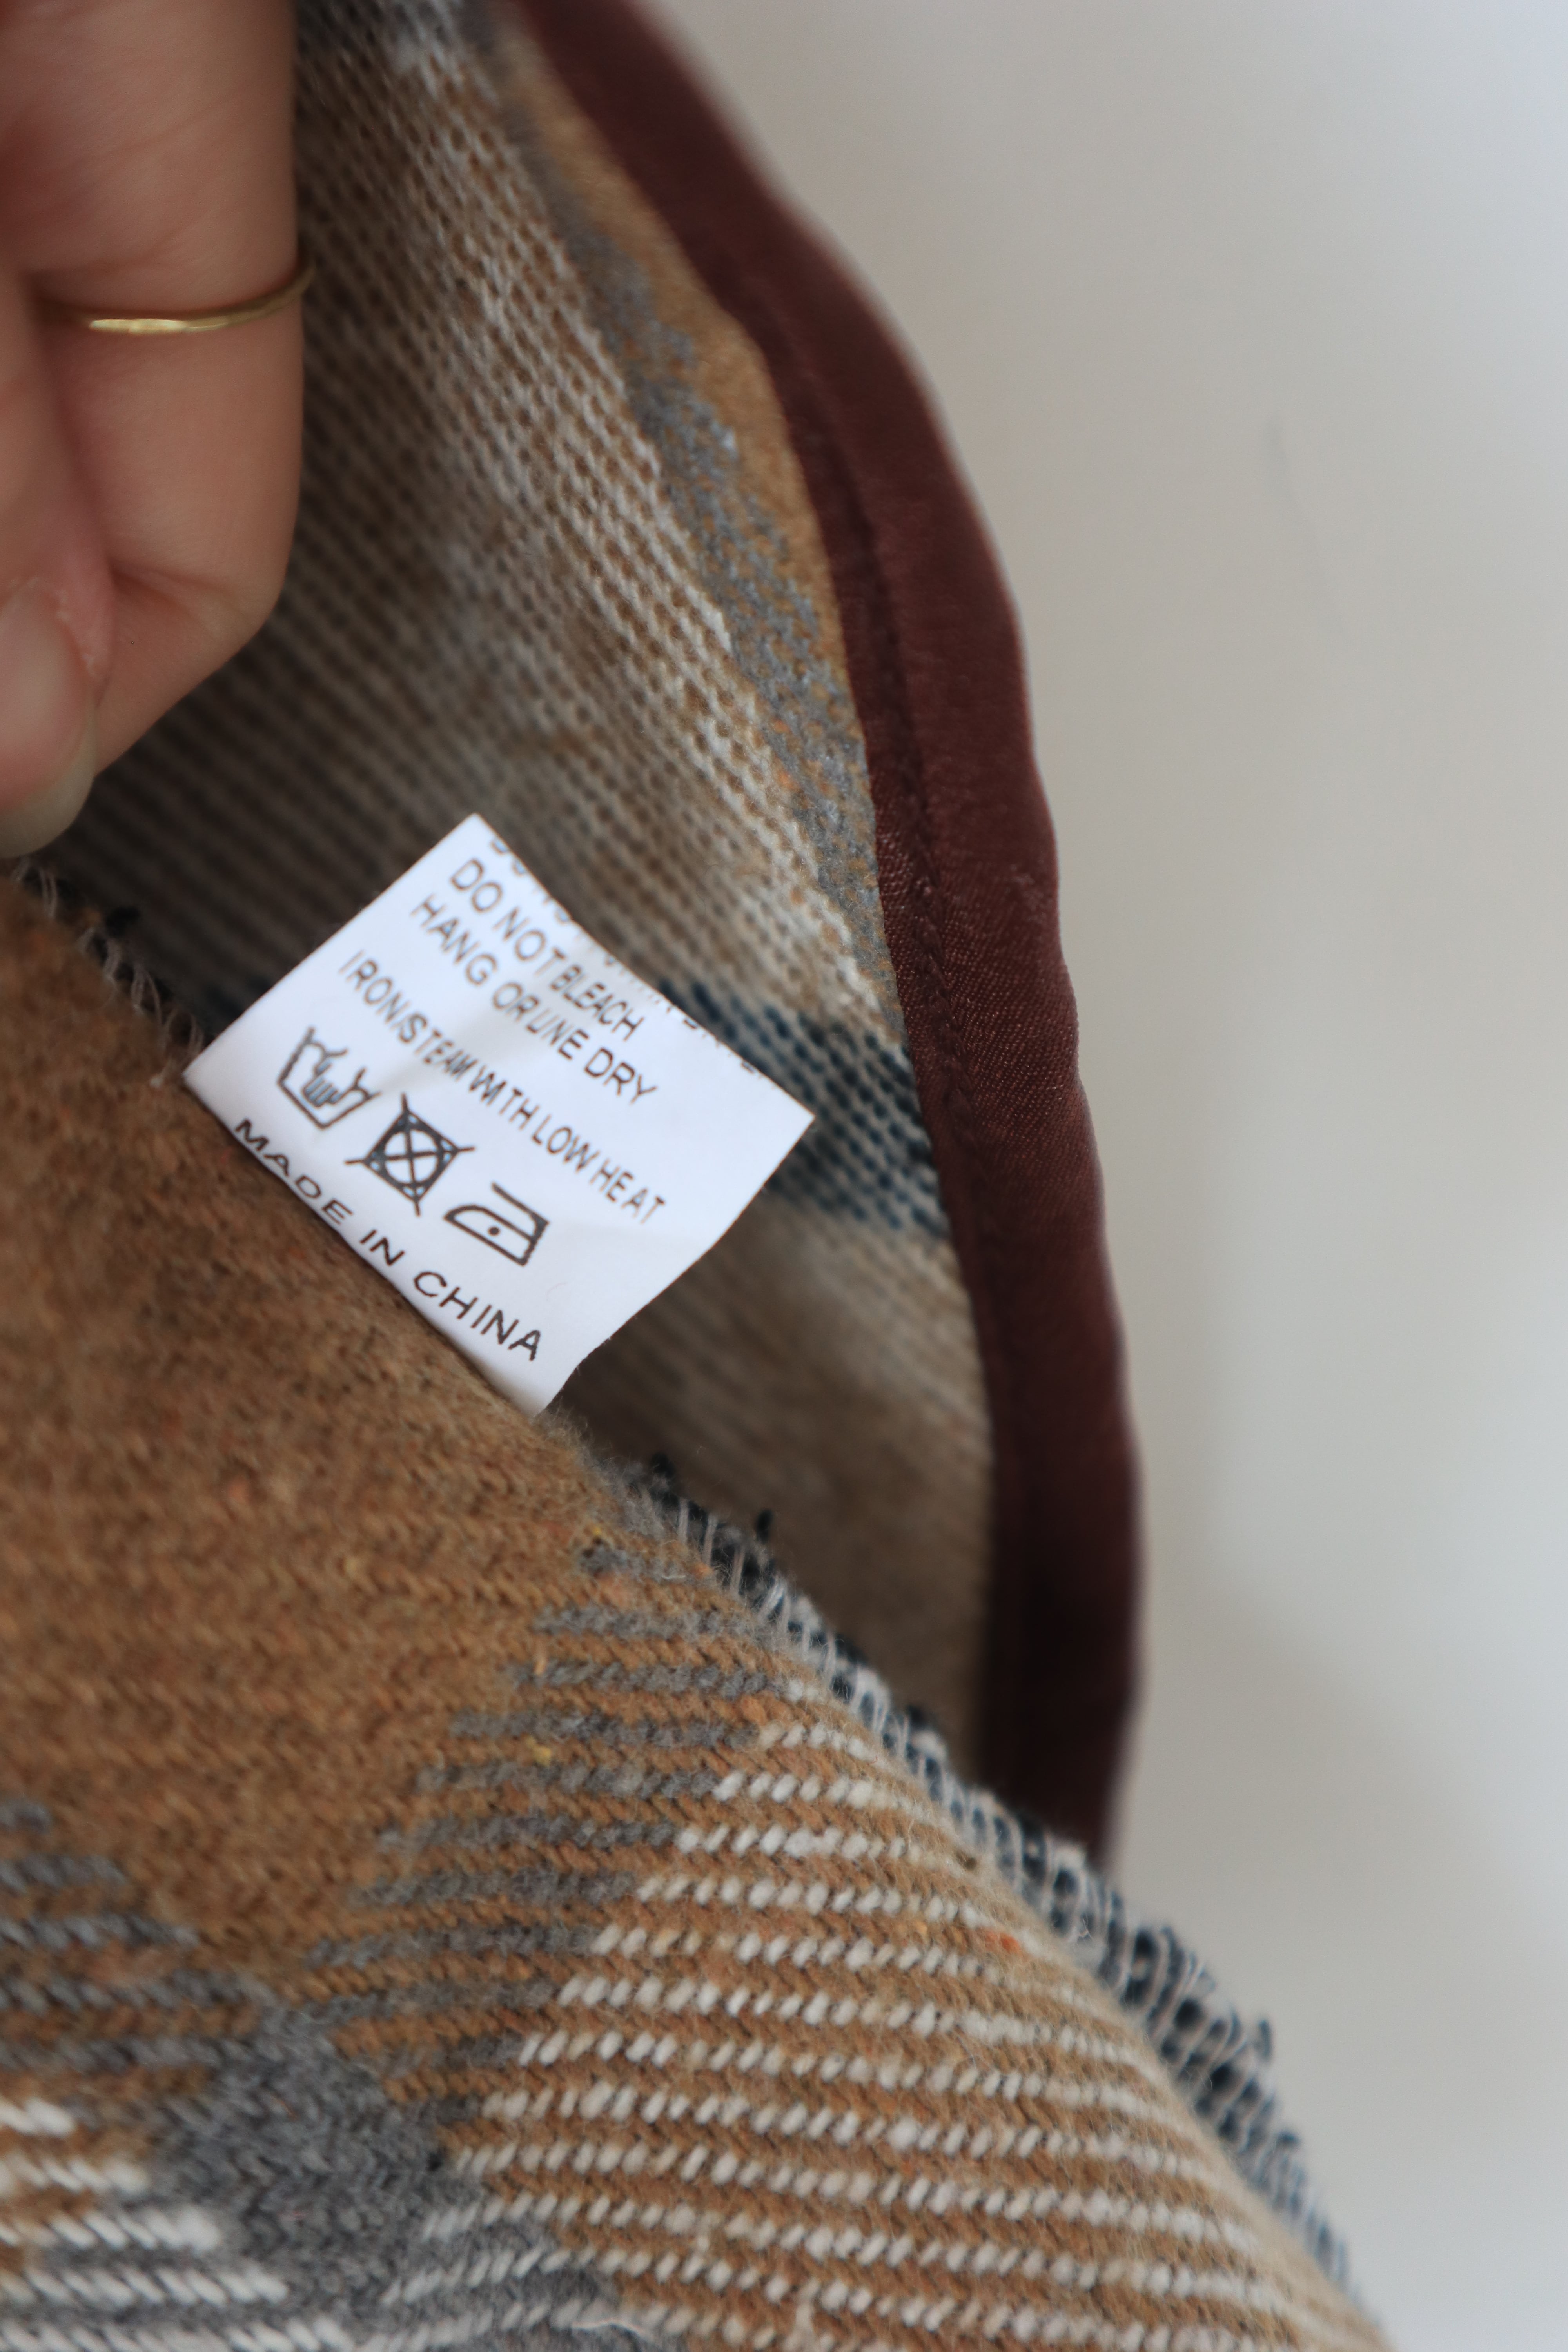 DO NOT BLEACH
HANG OR LINE DRY
IRON/STEAM WITH LOW HEAT
MADE IN CHINA